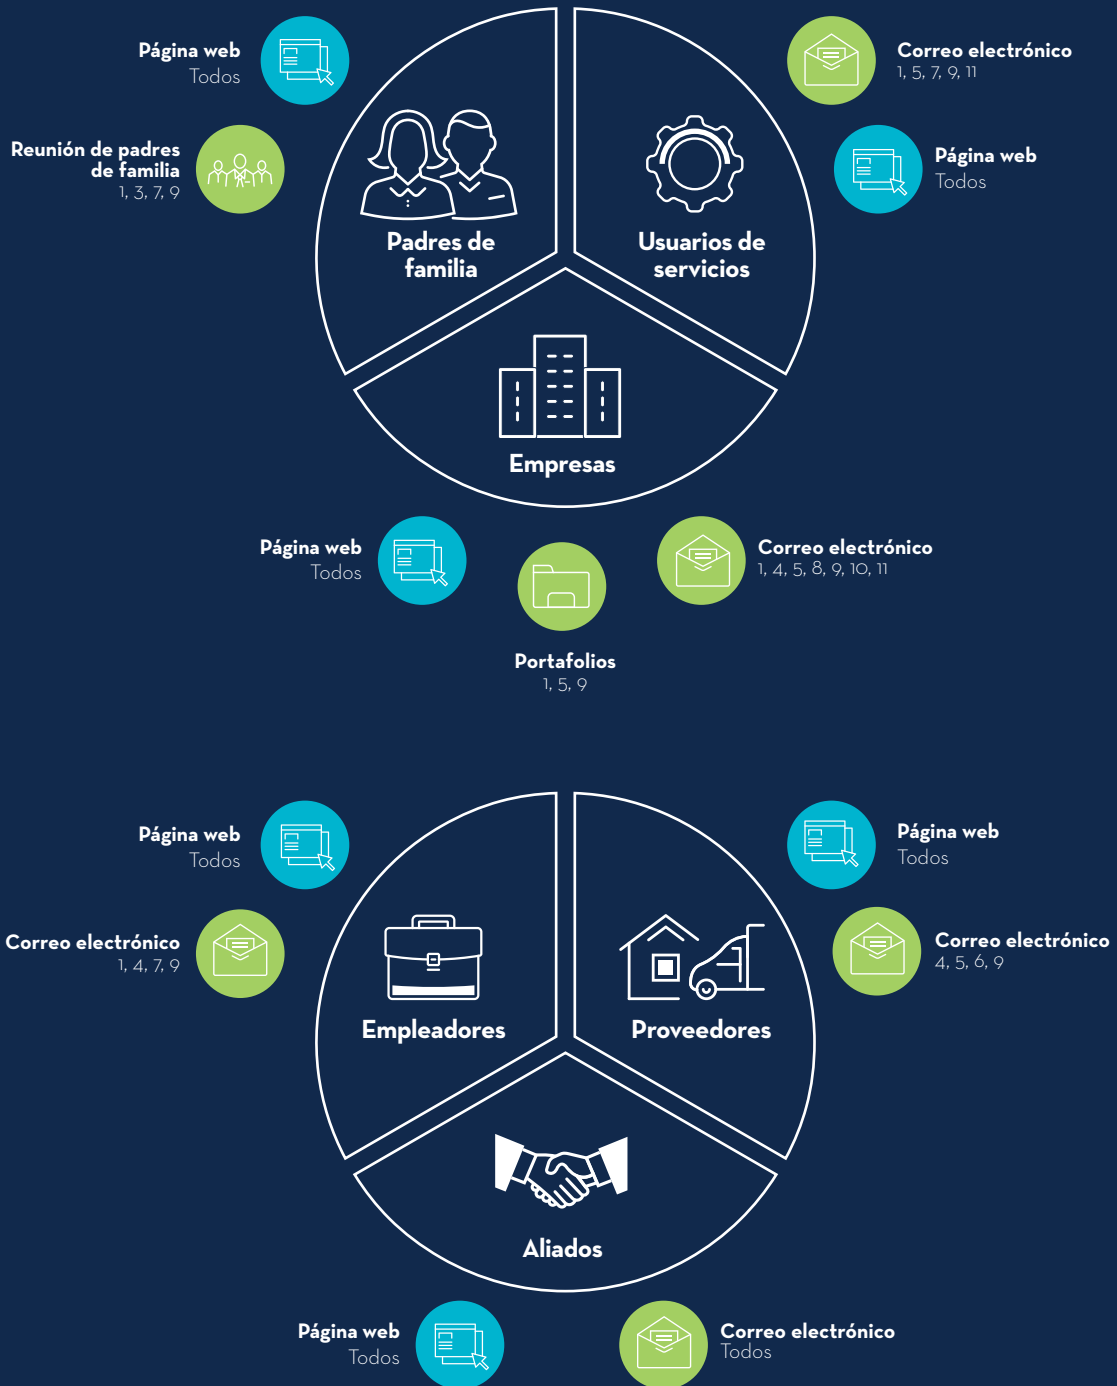 Página web
Todos
Reunión de padres
de familia
1, 3, 7, 9
Padres de
familia
Correo electrónico
1, 5, 7, 9, 11
Página web
Todos
Usuarios de
servicios
Empresas
Página web
Todos
Portafolios
1, 5, 9
Correo electrónico
1, 4, 5, 8, 9, 10, 11
Página web
Todos
Correo electrónico
1, 4, 7, 9
Empleadores
Página web
Todos
Correo electrónico
4, 5, 6, 9
Proveedores
Aliados
Página web
Todos
Correo electrónico
Todos